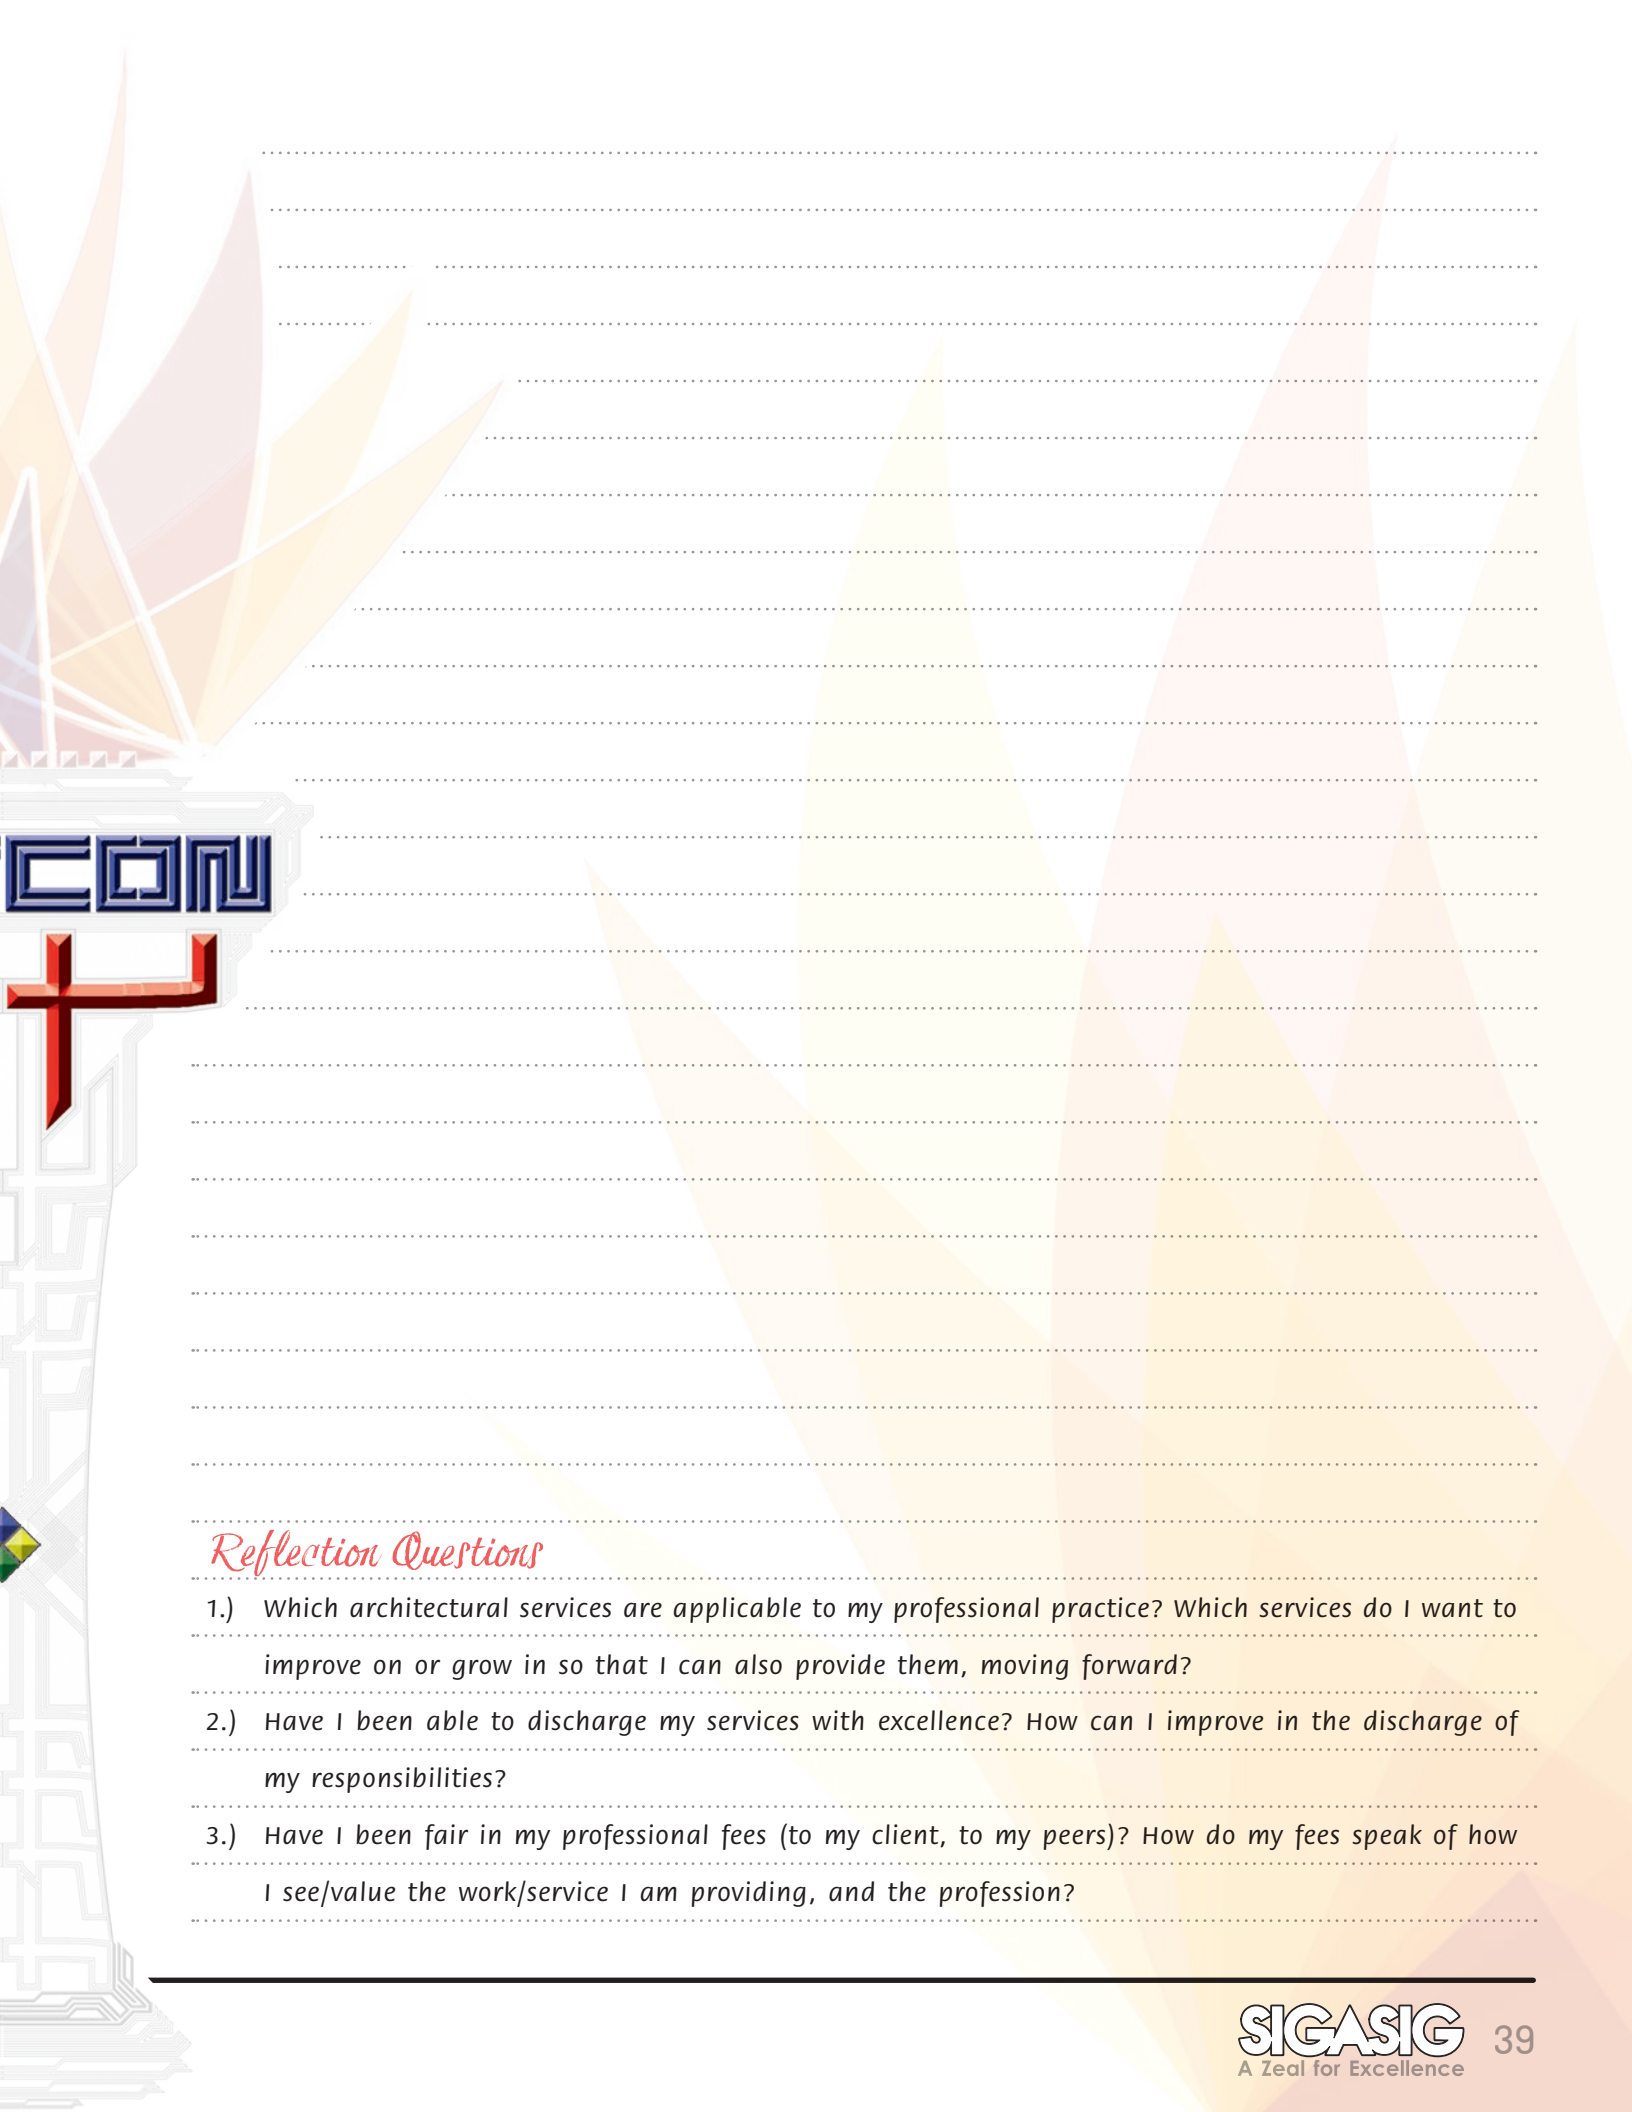 CON
Reflection Questions
1.) Which architectural services are applicable to my professional practice? Which services do I want to
improve on or grow in so that I can also provide them, moving forward?
2.) Have I been able to discharge my services with excellence? How can I improve in the discharge of
my responsibilities?
3.) Have I been fair in my professional fees (to my client, to my peers)? How do my fees speak of how
I see/value the work/service I am providing, and the profession?
SIGASIG
A Zeal for Excellence
39